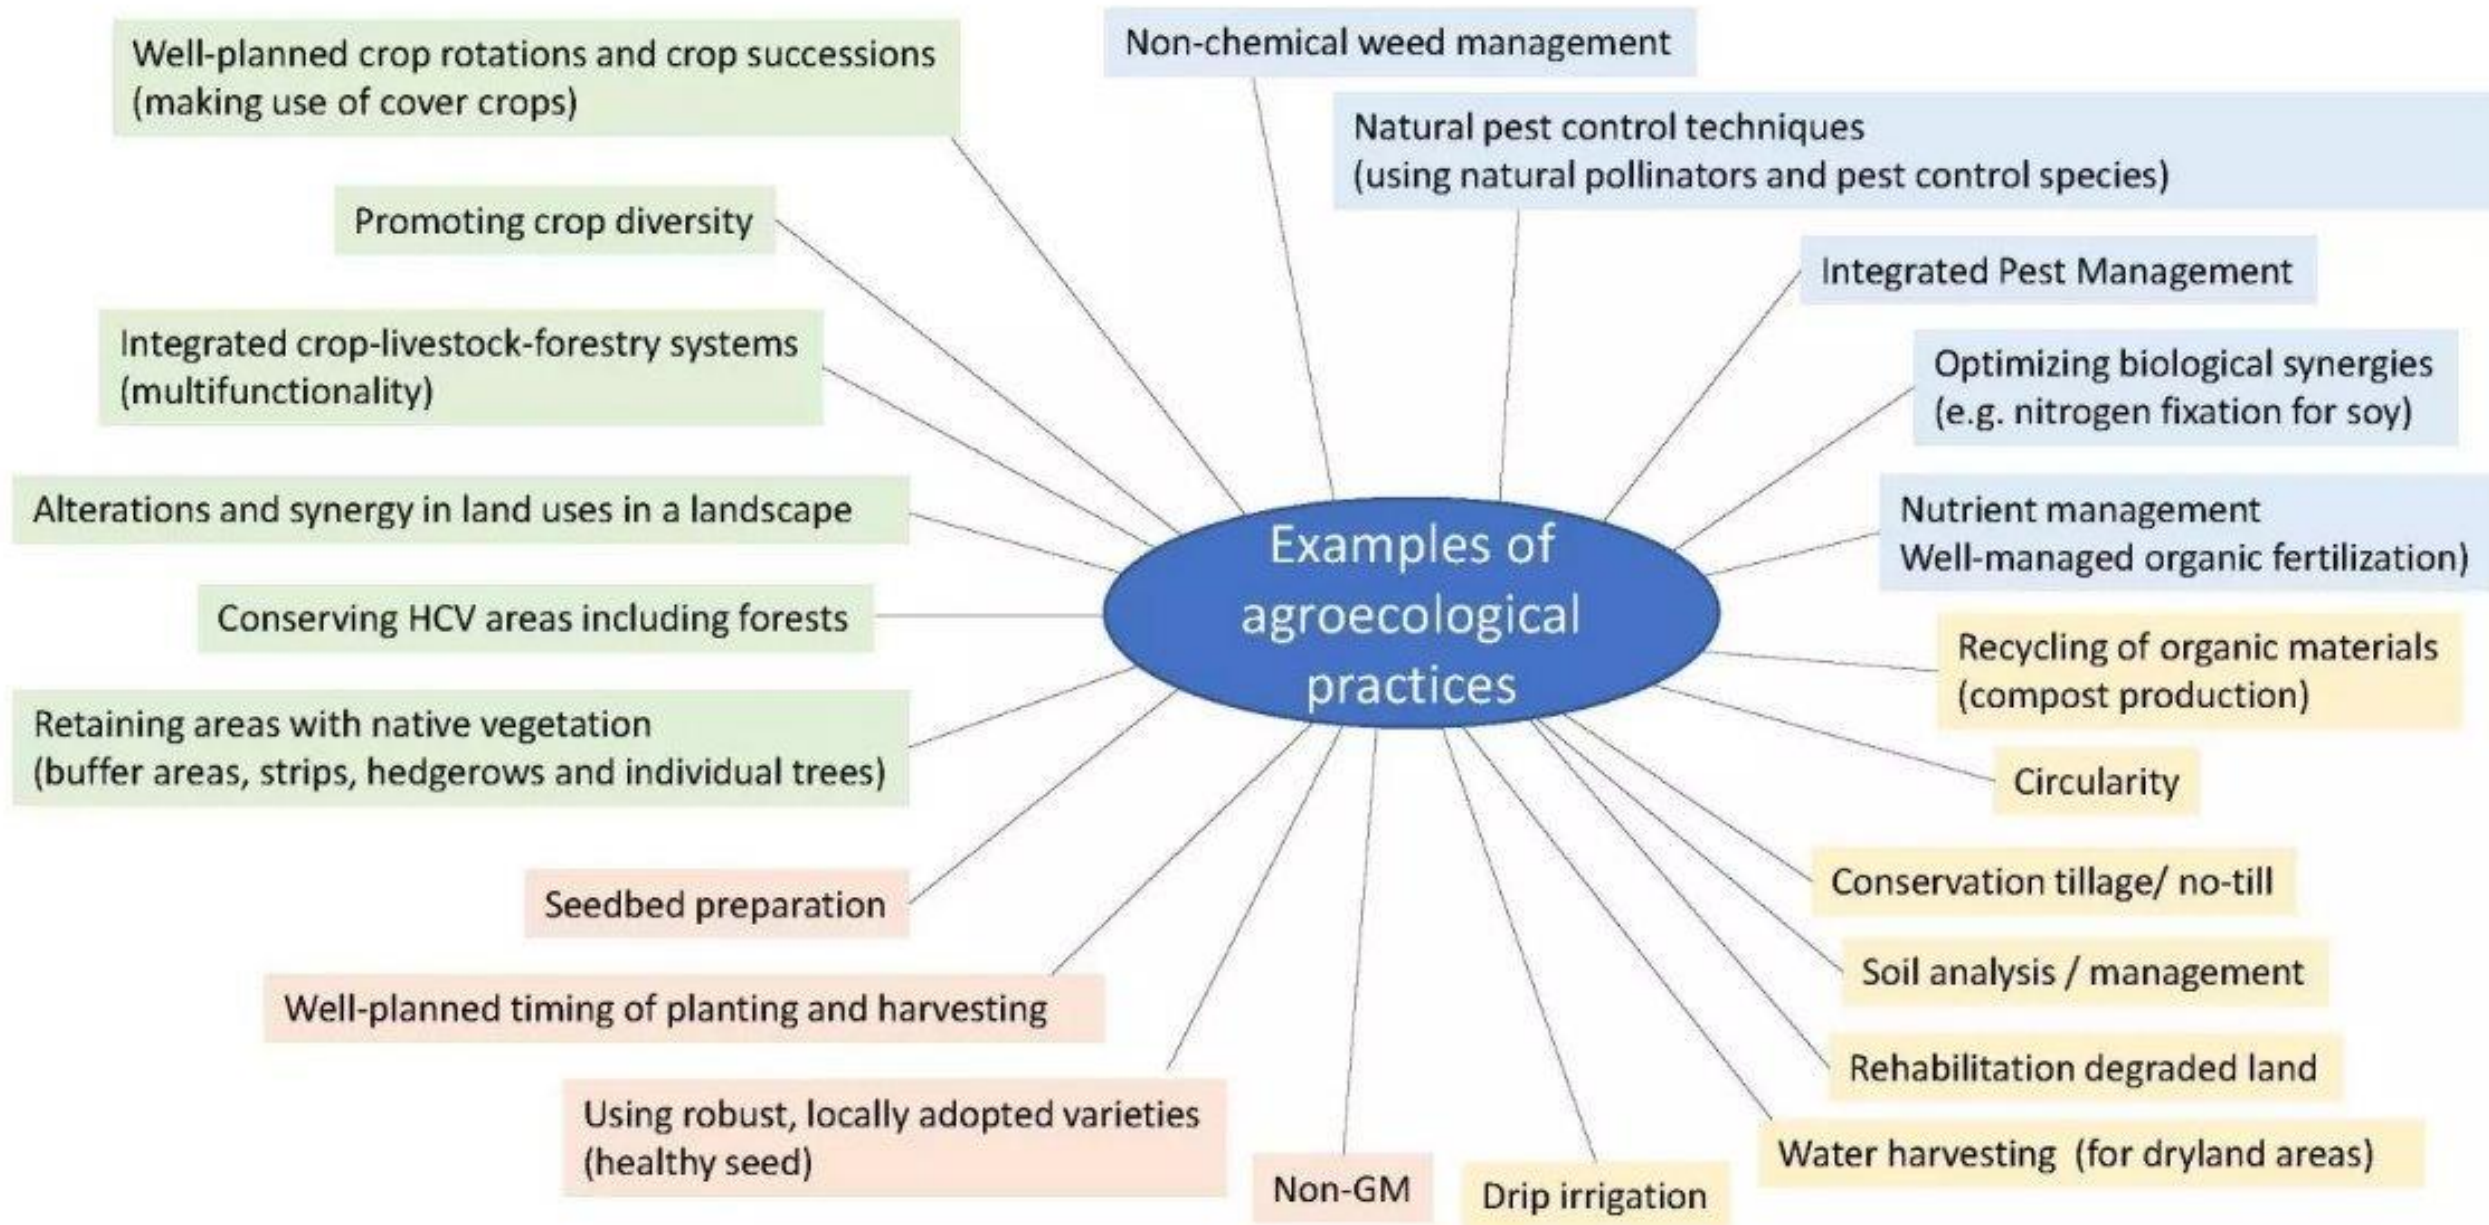 Well-planned crop rotations and crop successions
(making use of cover crops)
Promoting crop diversity
Integrated crop-livestock-forestry systems
(multifunctionality)
Alterations and synergy in land uses in a landscape
Conserving HCV areas including forests
Retaining areas with native vegetation
(buffer areas, strips, hedgerows and individual trees)
Seedbed preparation
Well-planned timing of planting and harvesting
Using robust, locally adopted varieties
(healthy seed)
Non-GM
Examples of
agroecological
practices
Non-chemical weed management
Natural pest control techniques
(using natural pollinators and pest control species)
Integrated Pest Management
Optimizing biological synergies
(e.g. nitrogen fixation for soy)
Nutrient management
Well-managed organic fertilization)
Recycling of organic materials
(compost production)
Circularity
Conservation tillage/ no-till
Soil analysis / management
Rehabilitation degraded land
Water harvesting (for dryland areas)
Drip irrigation